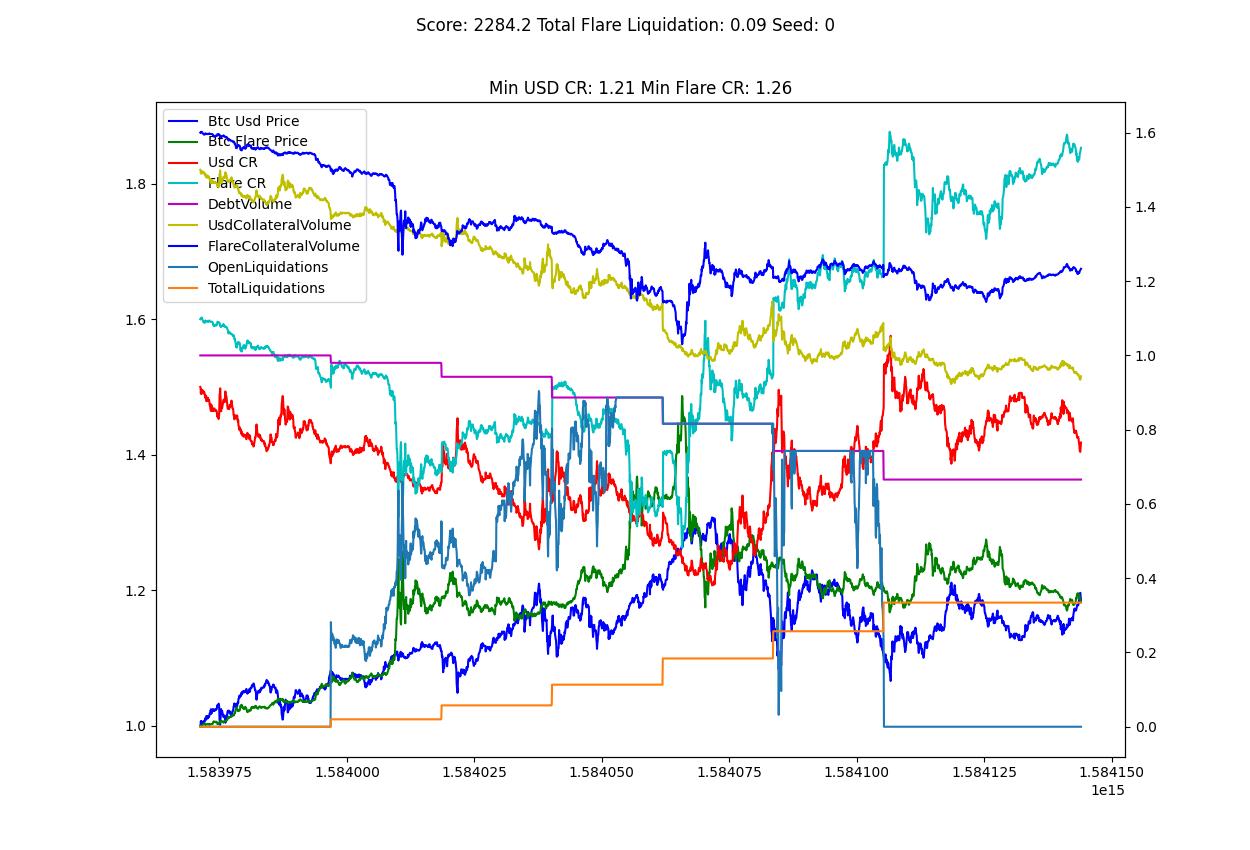 Score: 2284.2 Total Flare Liquidation: 0.09 Seed: 0
Min USD CR: 1.21 Min Flare CR: 1.26
Btc Usd Price
Btc Flare Price
Usd CR
Flare CR
DebtVolume
UsdCollateralVolume
FlareCollateralVolume
OpenLiquidations
TotalLiquidations
1.8
1.6
1.4
1.2
1.0
1.6
1.4
1.2
1.0
0.8
0.6
0.4
0.2
0.0
1.583975 1.584000 1.584025 1.584050 1.584075 1.584100 1.584125 1.584150
1e15